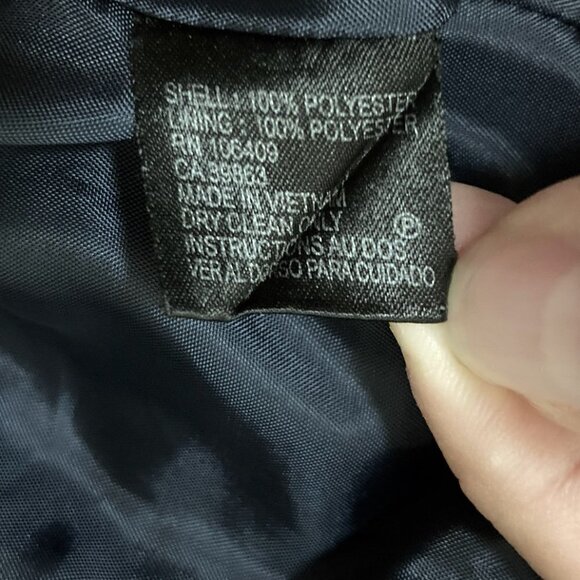 SHELL : 100% POLYESTER
LINING : 100% POLYESTER
RN 106409
CA 39863
MADE IN VIETNAM
DRY CLEAN ONLY
INSTRUCTIONS AU DOS Ⓟ
VER AL DORSO PARA CUIDADO